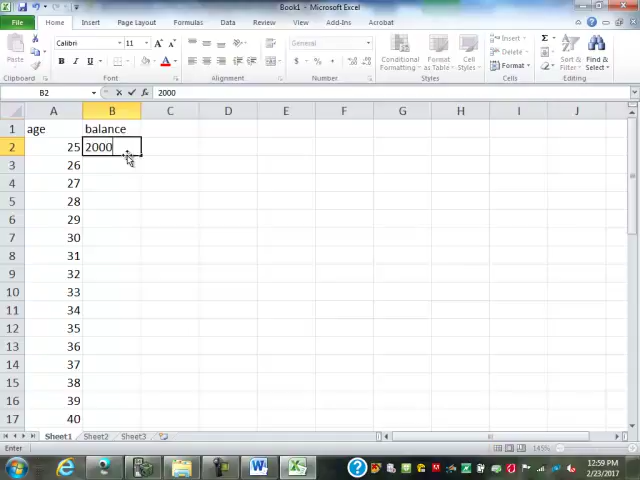 Book1 - Microsoft Excel
File Home Insert Page Layout Formulas Data Review View Add-Ins Acrobat
Paste
Calibri 11
B I U
General
$ % ,
Conditional Formatting
Format as Table
Cell Styles
Insert
Delete
Format
Sort & Filter
Find & Select
Clipboard Font Alignment Number Styles Cells Editing
B2 fx 2000
A B C D E F G H I J
1 age balance
2 25 2000
3 26
4 27
5 28
6 29
7 30
8 31
9 32
10 33
11 34
12 35
13 36
14 37
15 38
16 39
17 40
Sheet1 Sheet2 Sheet3
Enter 145%
12:59 PM
2/23/2017